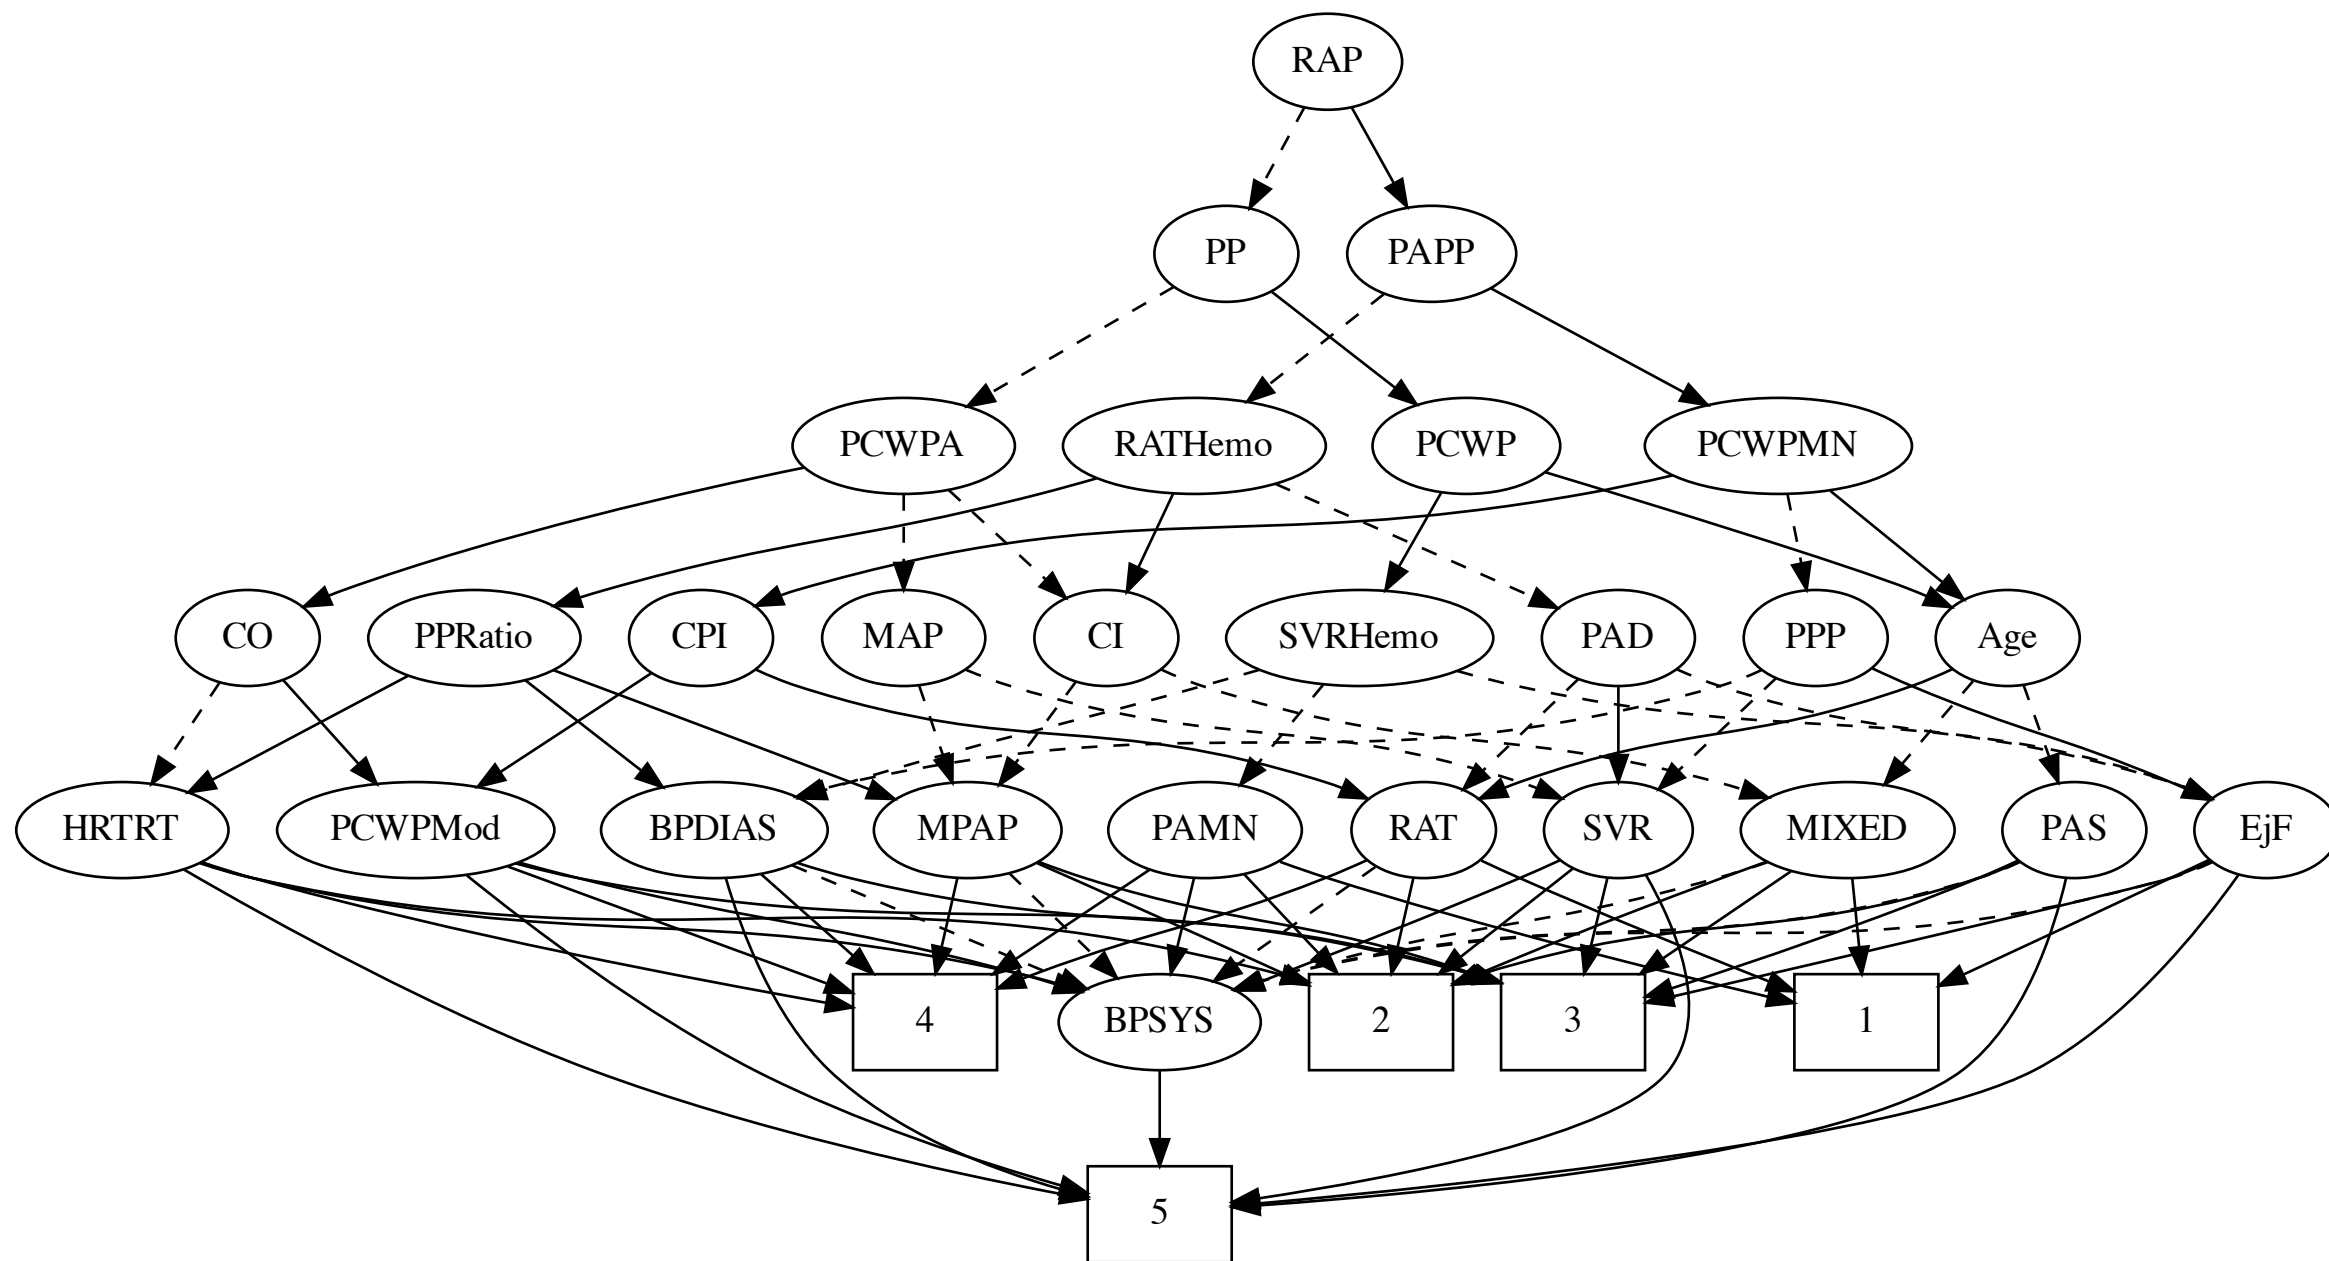 RAP
PP
PAPP
PCWPA
RATHemo
PCWP
PCWPMN
CO
PPRatio
CPI
MAP
CI
SVRHemo
PAD
PPP
Age
HRTRT
PCWPMod
BPDIAS
MPAP
PAMN
RAT
SVR
MIXED
PAS
EjF
4
BPSYS
2
3
1
5